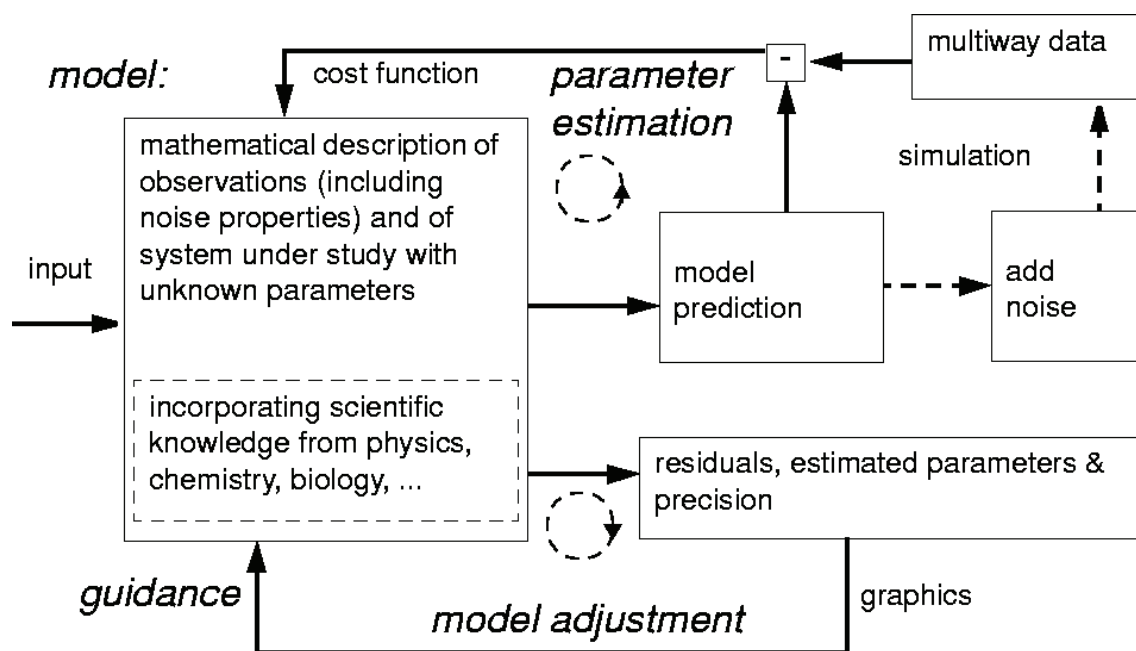 model:
cost function
parameter
estimation
-
multiway data
simulation
input
mathematical description of
observations (including
noise properties) and of
system under study with
unknown parameters
model
prediction
add
noise
incorporating scientific
knowledge from physics,
chemistry, biology, ...
residuals, estimated parameters &
precision
guidance
model adjustment
graphics